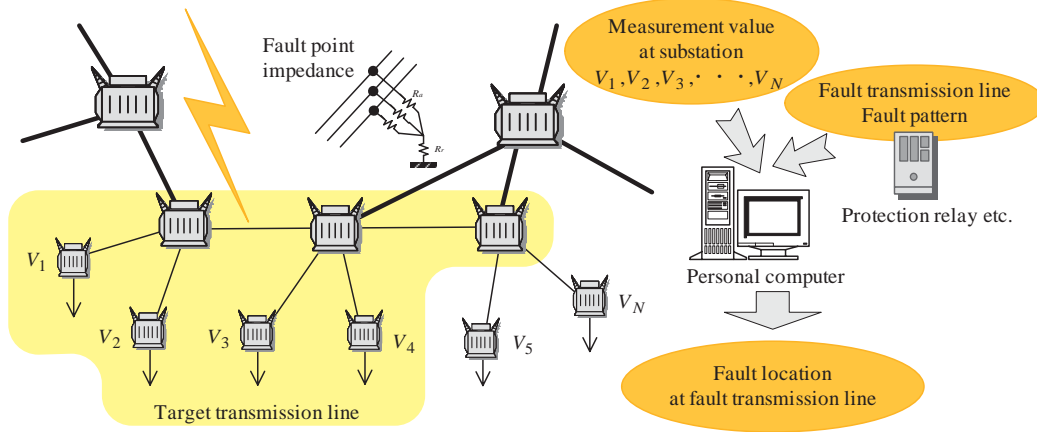 Fault point
impedance
Ra
Rr
Measurement value
at substation
V1 ,V2 ,V3 ,・ ・ ・,VN
Fault transmission line
Fault pattern
Protection relay etc.
Personal computer
V1
V2
V3
V4
V5
VN
Target transmission line
Fault location
at fault transmission line